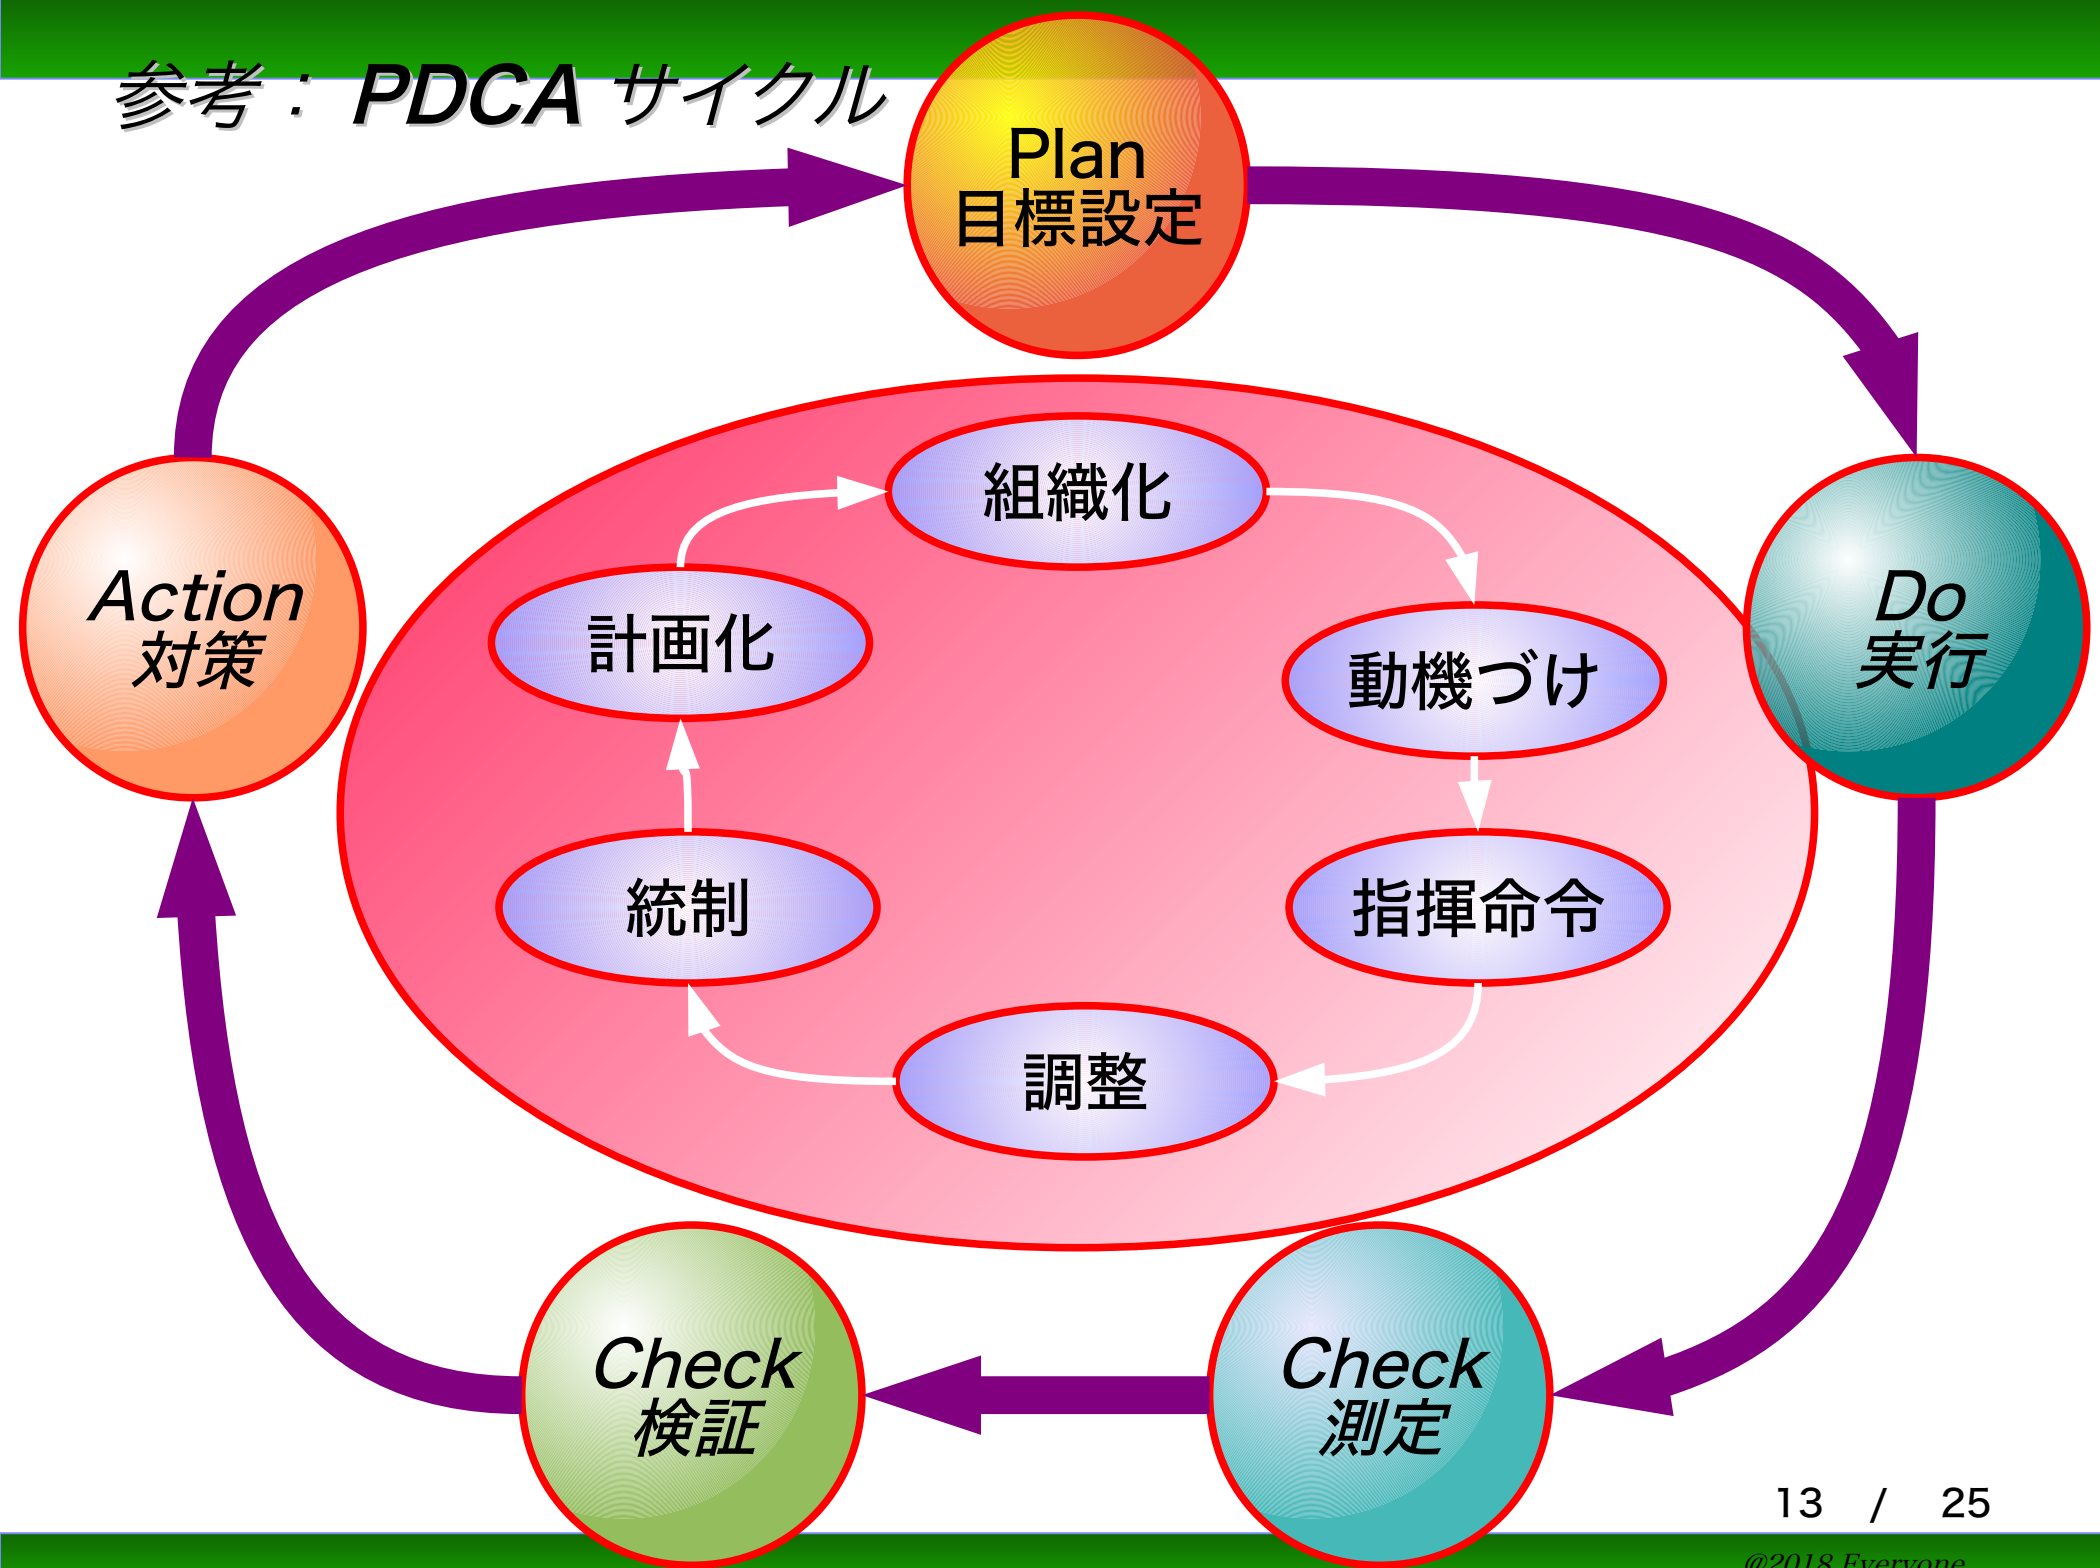 参考： PDCA サイクル
Plan
目標設定
Action
対策
Do
実行
組織化
計画化
動機づけ
統制
指揮命令
調整
Check
検証
Check
測定
13 / 25
@2018 Everyone